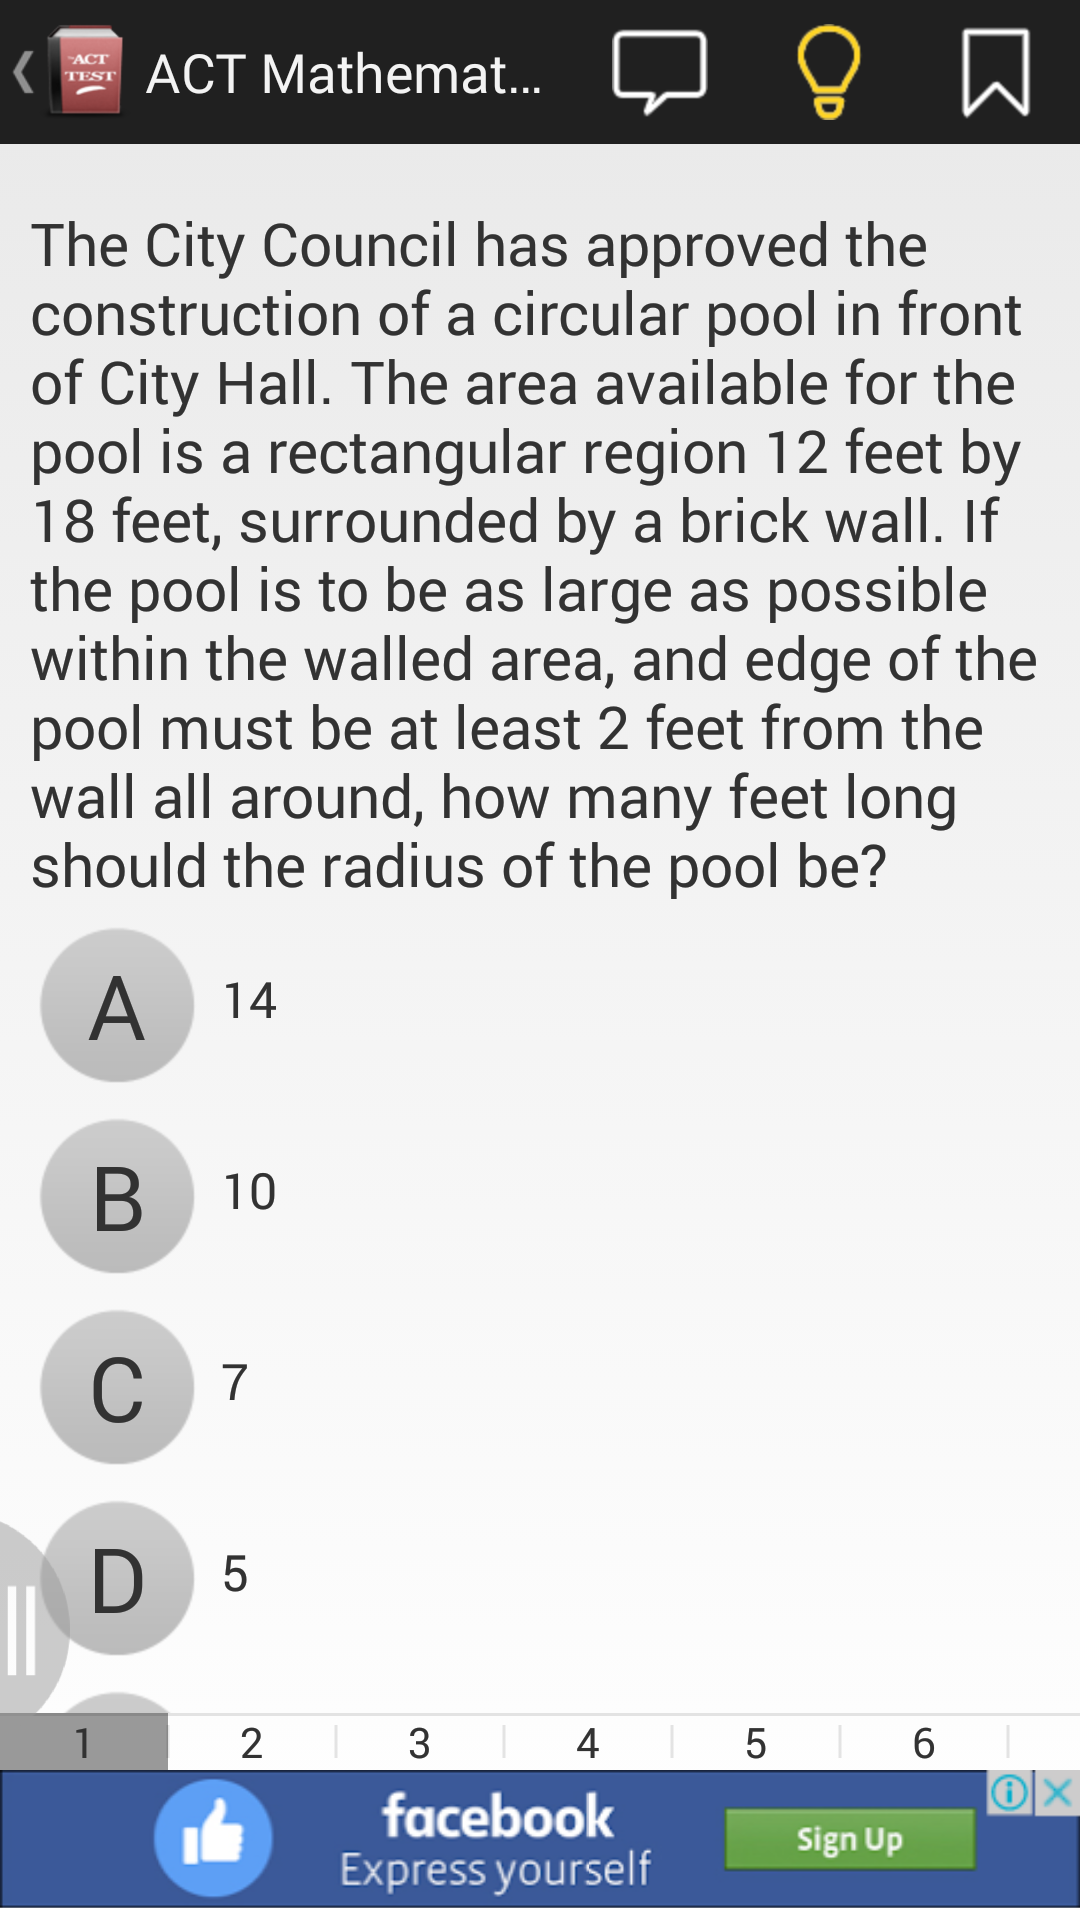 ACT
TEST
ACT Mathemat...
The City Council has approved the
construction of a circular pool in front
of City Hall. The area available for the
pool is a rectangular region 12 feet by
18 feet, surrounded by a brick wall. If
the pool is to be as large as possible
within the walled area, and edge of the
pool must be at least 2 feet from the
wall all around, how many feet long
should the radius of the pool be?
A 14
B 10
C 7
D 5
1 2 3 4 5 6
facebook
Express yourself
Sign Up